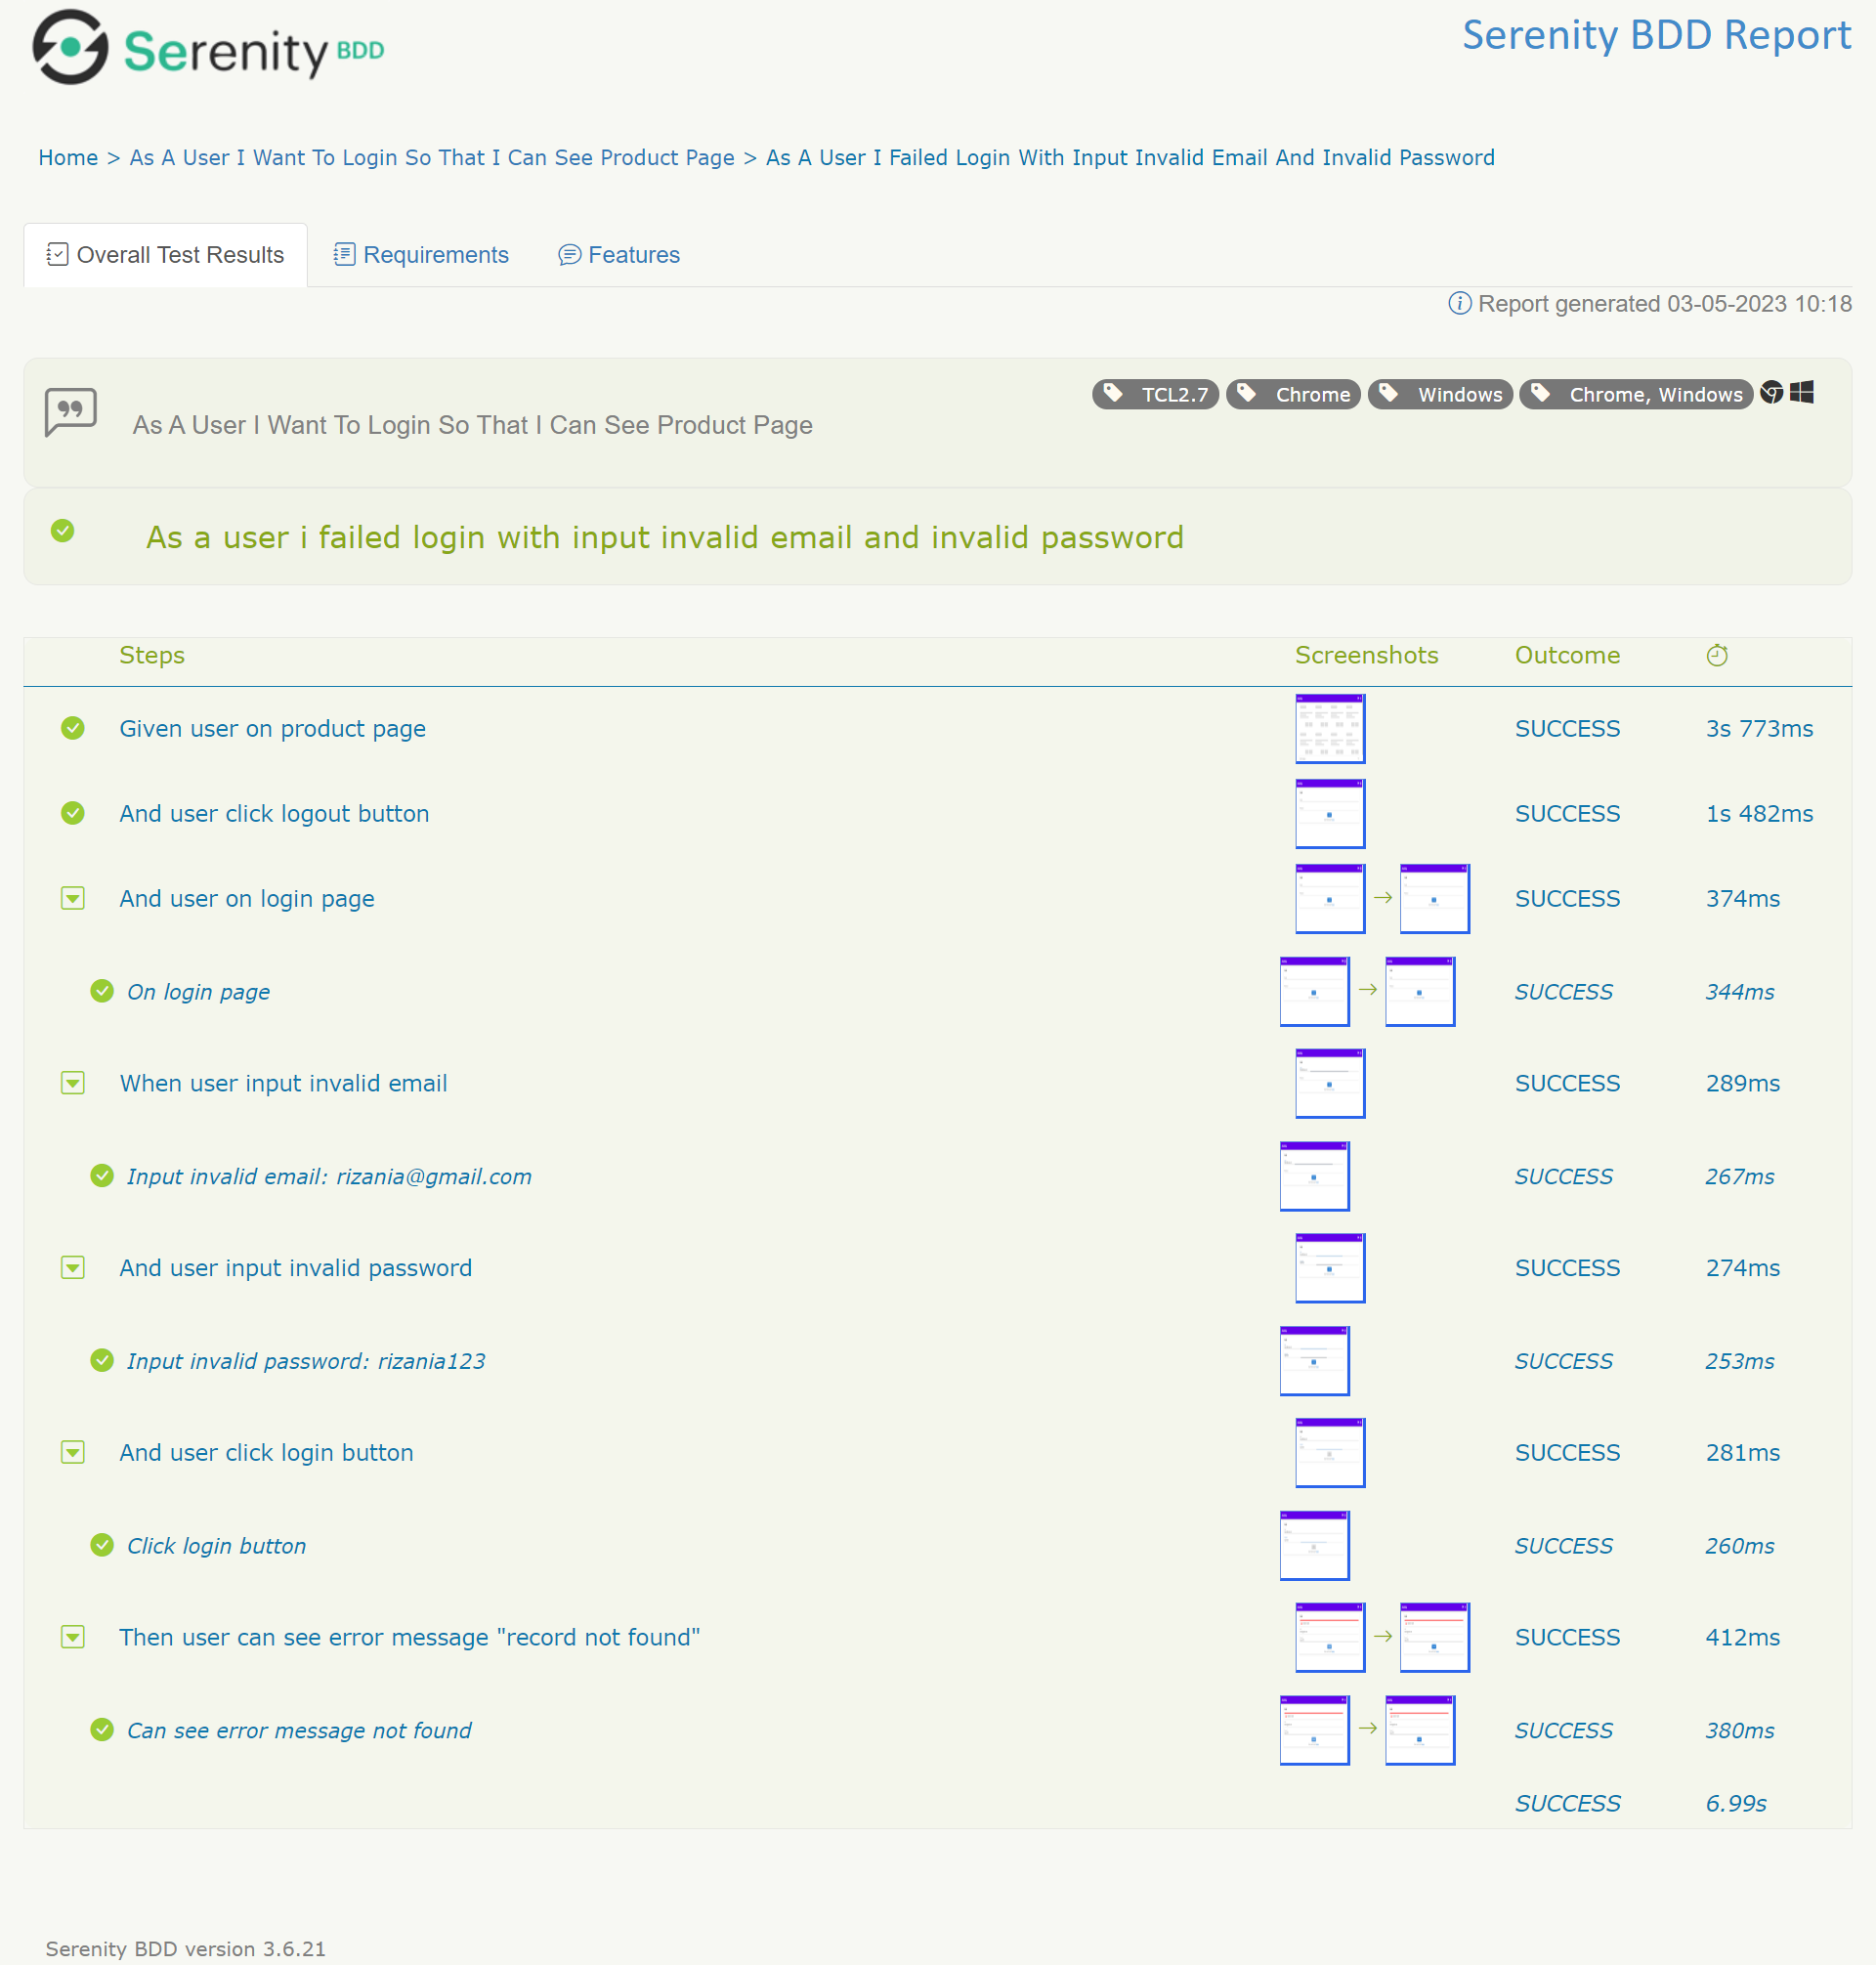 Serenity BDD
Serenity BDD Report
Home > As A User I Want To Login So That I Can See Product Page > As A User I Failed Login With Input Invalid Email And Invalid Password
Overall Test Results Requirements Features
Report generated 03-05-2023 10:18
TCL2.7 Chrome Windows Chrome, Windows
As A User I Want To Login So That I Can See Product Page
As a user i failed login with input invalid email and invalid password
Steps Screenshots Outcome
Given user on product page SUCCESS 3s 773ms
And user click logout button SUCCESS 1s 482ms
And user on login page SUCCESS 374ms
On login page SUCCESS 344ms
When user input invalid email SUCCESS 289ms
Input invalid email: rizania@gmail.com SUCCESS 267ms
And user input invalid password SUCCESS 274ms
Input invalid password: rizania123 SUCCESS 253ms
And user click login button SUCCESS 281ms
Click login button SUCCESS 260ms
Then user can see error message "record not found" SUCCESS 412ms
Can see error message not found SUCCESS 380ms
SUCCESS 6.99s
Serenity BDD version 3.6.21